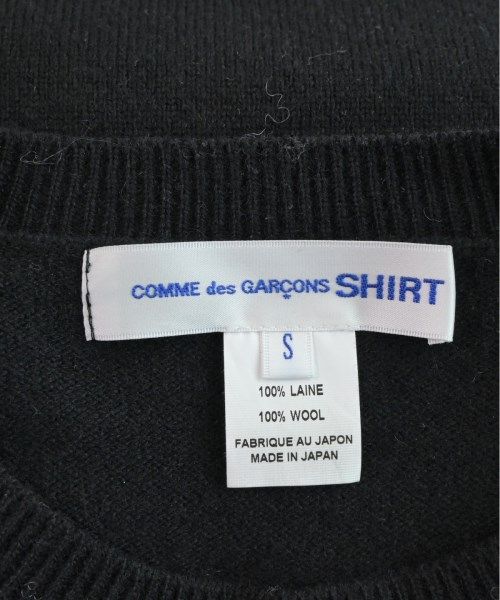 COMME des GARÇONS SHIRT
S
100% LAINE
100% WOOL
FABRIQUE AU JAPON
MADE IN JAPAN